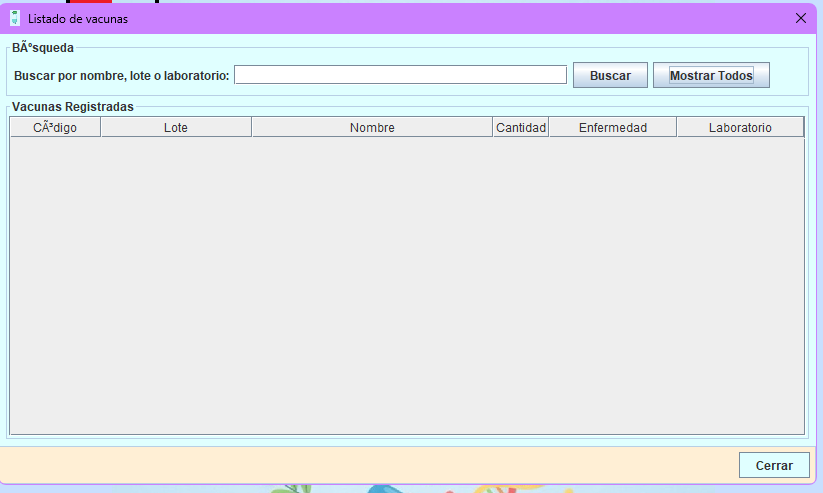 Listado de vacunas
BÃºsqueda
Buscar por nombre, lote o laboratorio: Buscar Mostrar Todos
Vacunas Registradas
CÃ³digo Lote Nombre Cantidad Enfermedad Laboratorio
Cerrar